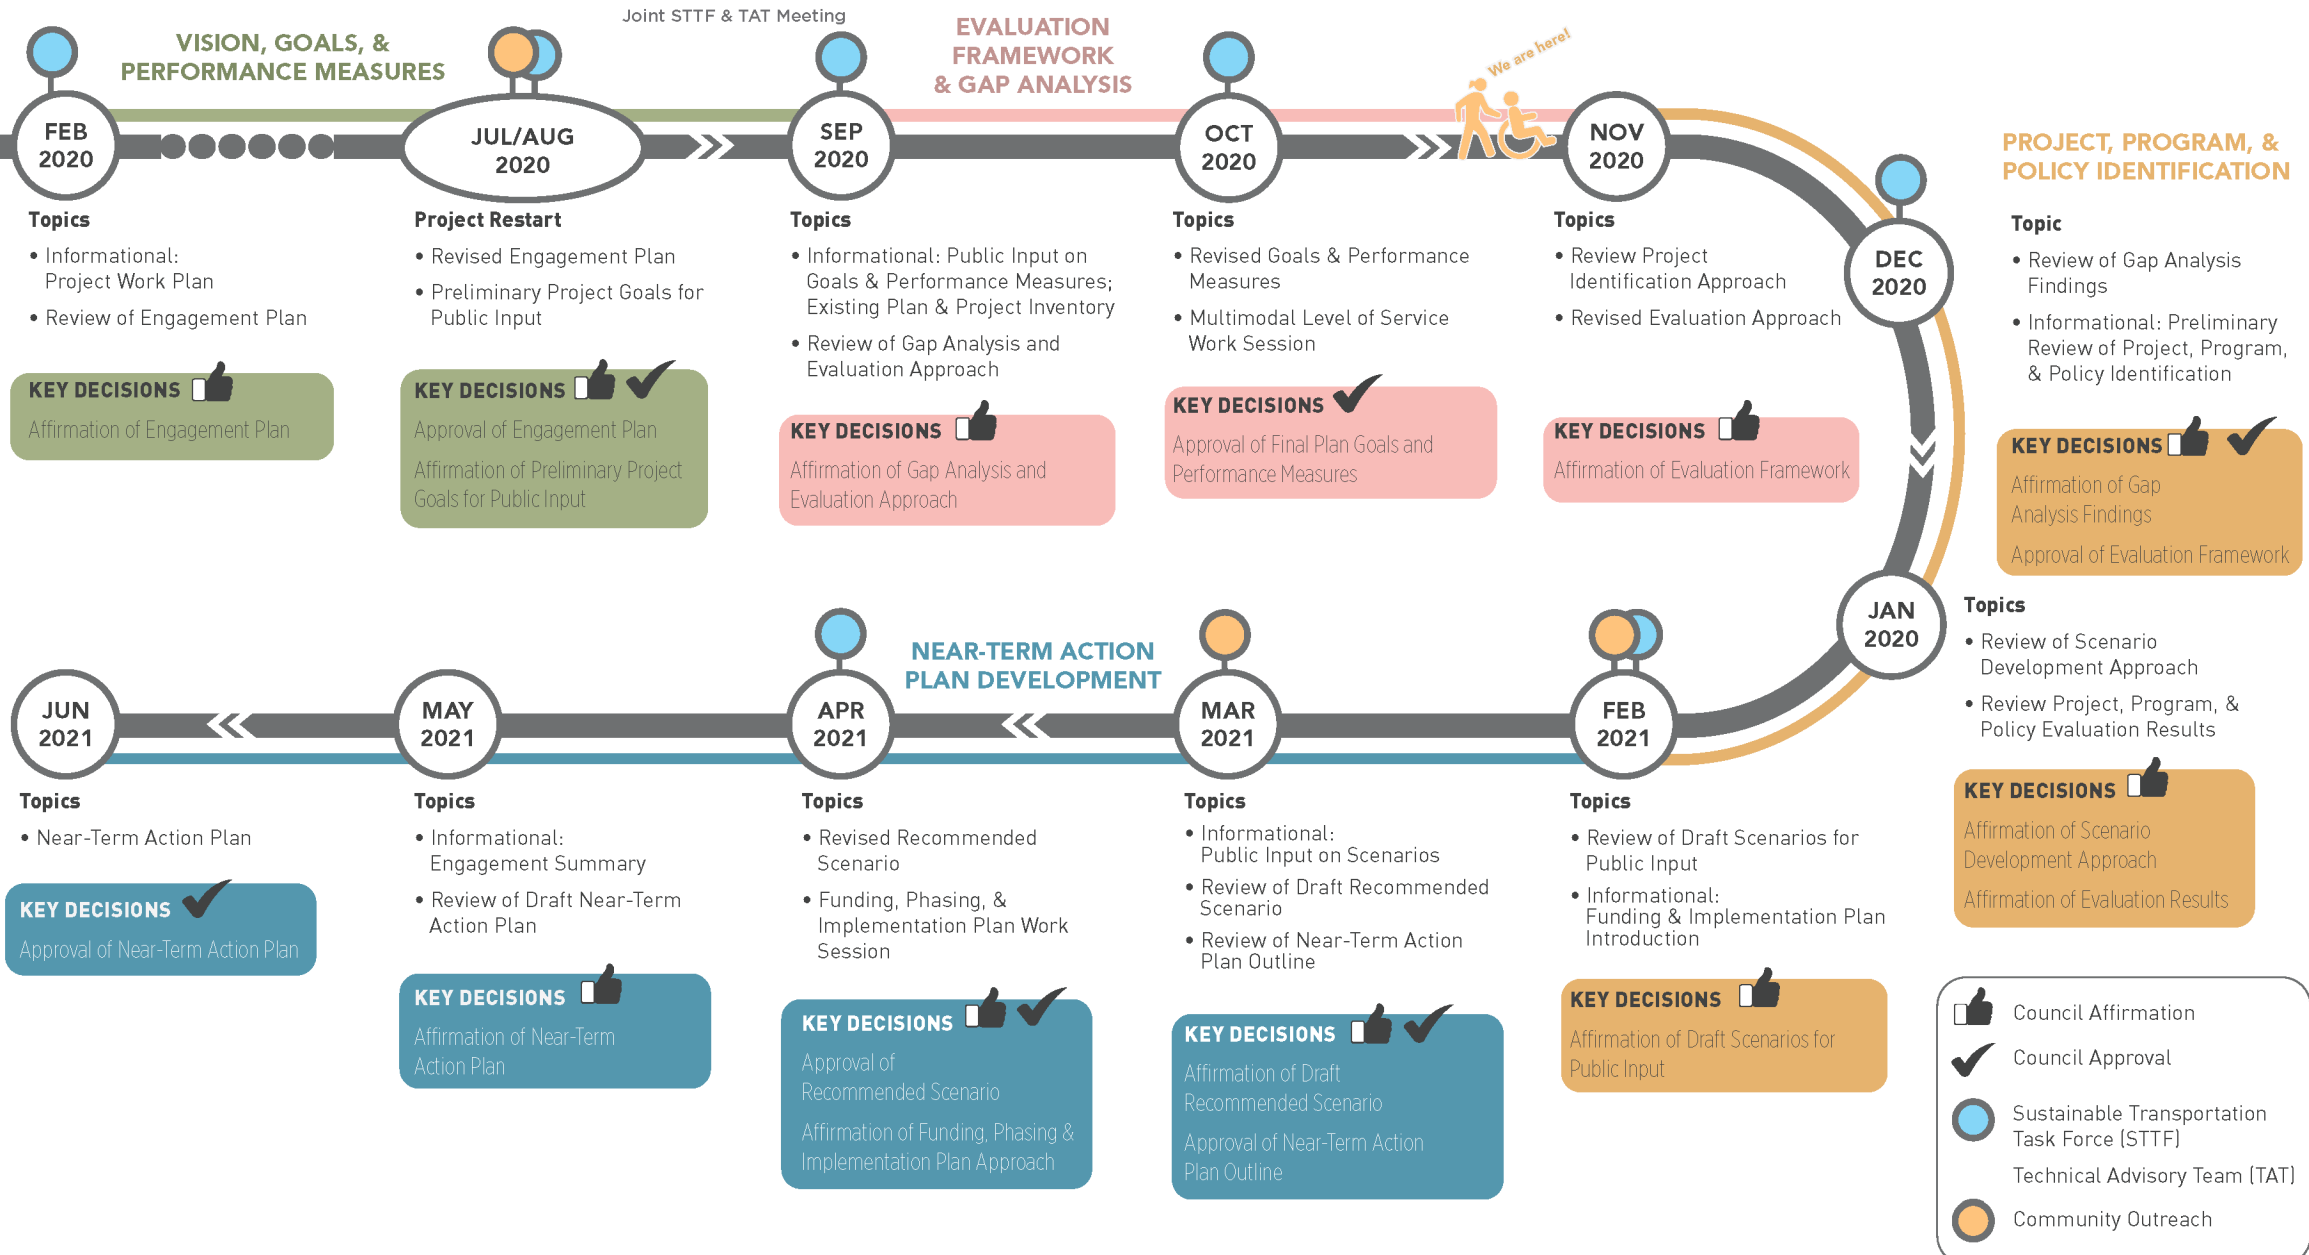 Joint STTF & TAT Meeting
VISION, GOALS, &
PERFORMANCE MEASURES
EVALUATION
FRAMEWORK
& GAP ANALYSIS
We are here!
PROJECT, PROGRAM, &
POLICY IDENTIFICATION
FEB
2020
Topics
• Informational:
Project Work Plan
• Review of Engagement Plan
KEY DECISIONS
Affirmation of Engagement Plan
JUL/AUG
2020
Project Restart
• Revised Engagement Plan
• Preliminary Project Goals for
Public Input
KEY DECISIONS
Approval of Engagement Plan
Affirmation of Preliminary Project
Goals for Public Input
SEP
2020
Topics
• Informational: Public Input on
Goals & Performance Measures;
Existing Plan & Project Inventory
• Review of Gap Analysis and
Evaluation Approach
KEY DECISIONS
Affirmation of Gap Analysis and
Evaluation Approach
OCT
2020
Topics
• Revised Goals & Performance
Measures
• Multimodal Level of Service
Work Session
KEY DECISIONS
Approval of Final Plan Goals and
Performance Measures
NOV
2020
Topics
• Review Project
Identification Approach
• Revised Evaluation Approach
KEY DECISIONS
Affirmation of Evaluation Framework
DEC
2020
Topic
• Review of Gap Analysis
Findings
• Informational: Preliminary
Review of Project, Program,
& Policy Identification
KEY DECISIONS
Affirmation of Gap
Analysis Findings
Approval of Evaluation Framework
JAN
2020
Topics
• Review of Scenario
Development Approach
• Review Project, Program, &
Policy Evaluation Results
KEY DECISIONS
Affirmation of Scenario
Development Approach
Affirmation of Evaluation Results
NEAR-TERM ACTION
PLAN DEVELOPMENT
FEB
2021
Topics
• Review of Draft Scenarios for
Public Input
• Informational:
Funding & Implementation Plan
Introduction
KEY DECISIONS
Affirmation of Draft Scenarios for
Public Input
MAR
2021
Topics
• Informational:
Public Input on Scenarios
• Review of Draft Recommended
Scenario
• Review of Near-Term Action
Plan Outline
KEY DECISIONS
Affirmation of Draft
Recommended Scenario
Approval of Near-Term Action
Plan Outline
APR
2021
Topics
• Revised Recommended
Scenario
• Funding, Phasing, &
Implementation Plan Work
Session
KEY DECISIONS
Approval of
Recommended Scenario
Affirmation of Funding, Phasing &
Implementation Plan Approach
MAY
2021
Topics
• Informational:
Engagement Summary
• Review of Draft Near-Term
Action Plan
KEY DECISIONS
Affirmation of Near-Term
Action Plan
JUN
2021
Topics
• Near-Term Action Plan
KEY DECISIONS
Approval of Near-Term Action Plan
Council Affirmation
Council Approval
Sustainable Transportation
Task Force (STTF)
Technical Advisory Team (TAT)
Community Outreach